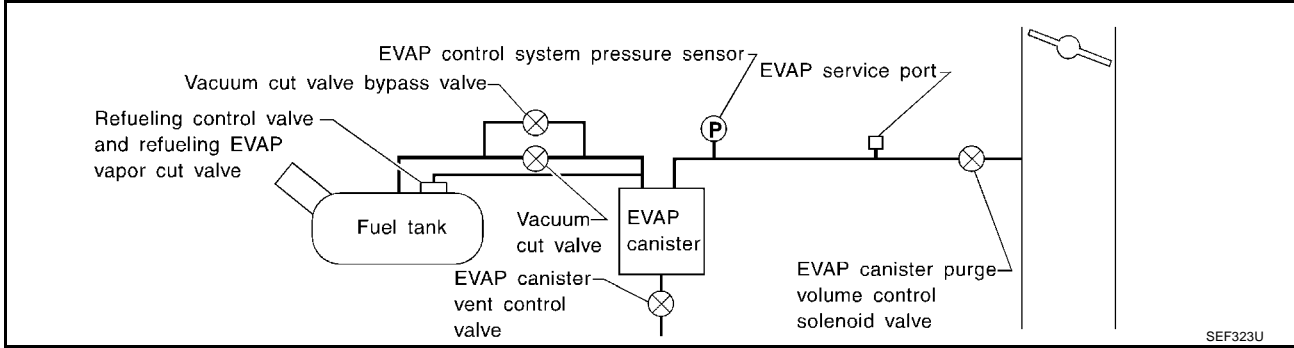 EVAP control system pressure sensor
EVAP service port
Vacuum cut valve bypass valve
Refueling control valve
and refueling EVAP
vapor cut valve
P
Fuel tank
Vacuum
cut valve
EVAP
canister
EVAP canister
vent control
valve
EVAP canister purge
volume control
solenoid valve
SEF323U